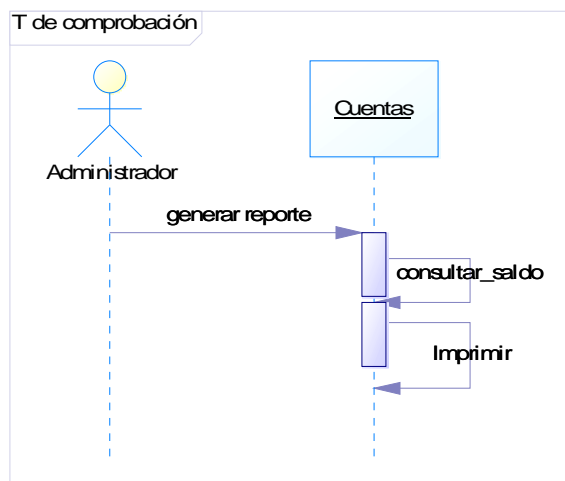 T de comprobación
Cuentas
Administrador
generar reporte
consultar_saldo
Imprimir